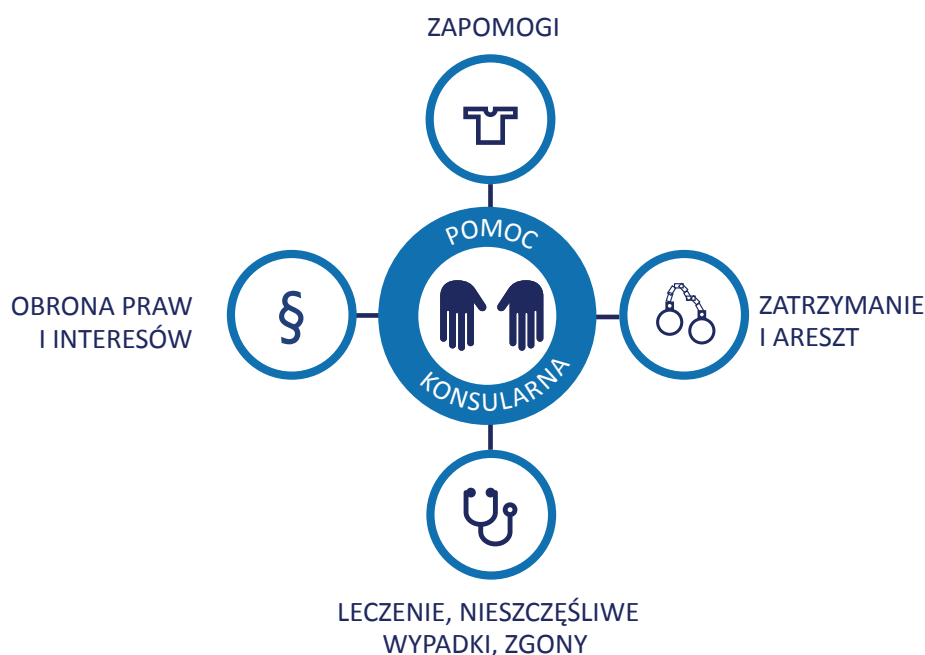 ZAPOMOGI
POMOC
KONSULARNA
OBRONA PRAW
I INTERESÓW
§
ZATRZYMANIE
I ARESZT
LECZENIE, NIESZCZĘŚLIWE
WYPADKI, ZGONY